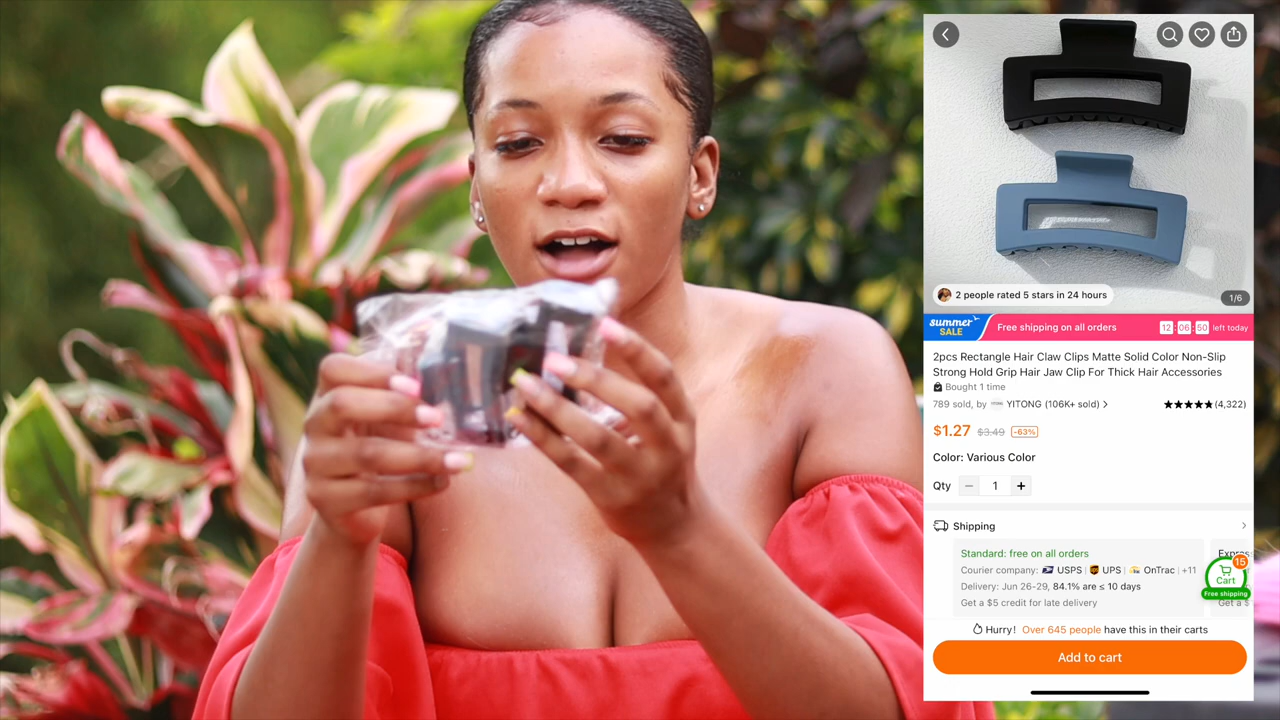 2 people rated 5 stars in 24 hours
1/6
summer
SALE
Free shipping on all orders
12:06:50 left today
2pcs Rectangle Hair Claw Clips Matte Solid Color Non-Slip
Strong Hold Grip Hair Jaw Clip For Thick Hair Accessories
Bought 1 time
789 sold, by YITONG (106K+ sold) >
(4,322)
$1.27 $3.49 -63%
Color: Various Color
Qty − 1 +
Shipping >
Standard: free on all orders
Courier company: USPS | UPS | OnTrac | +11
Delivery: Jun 26-29, 84.1% are ≤ 10 days
Get a $5 credit for late delivery
15
Cart
Free shipping
Get a $
Hurry! Over 645 people have this in their carts
Add to cart